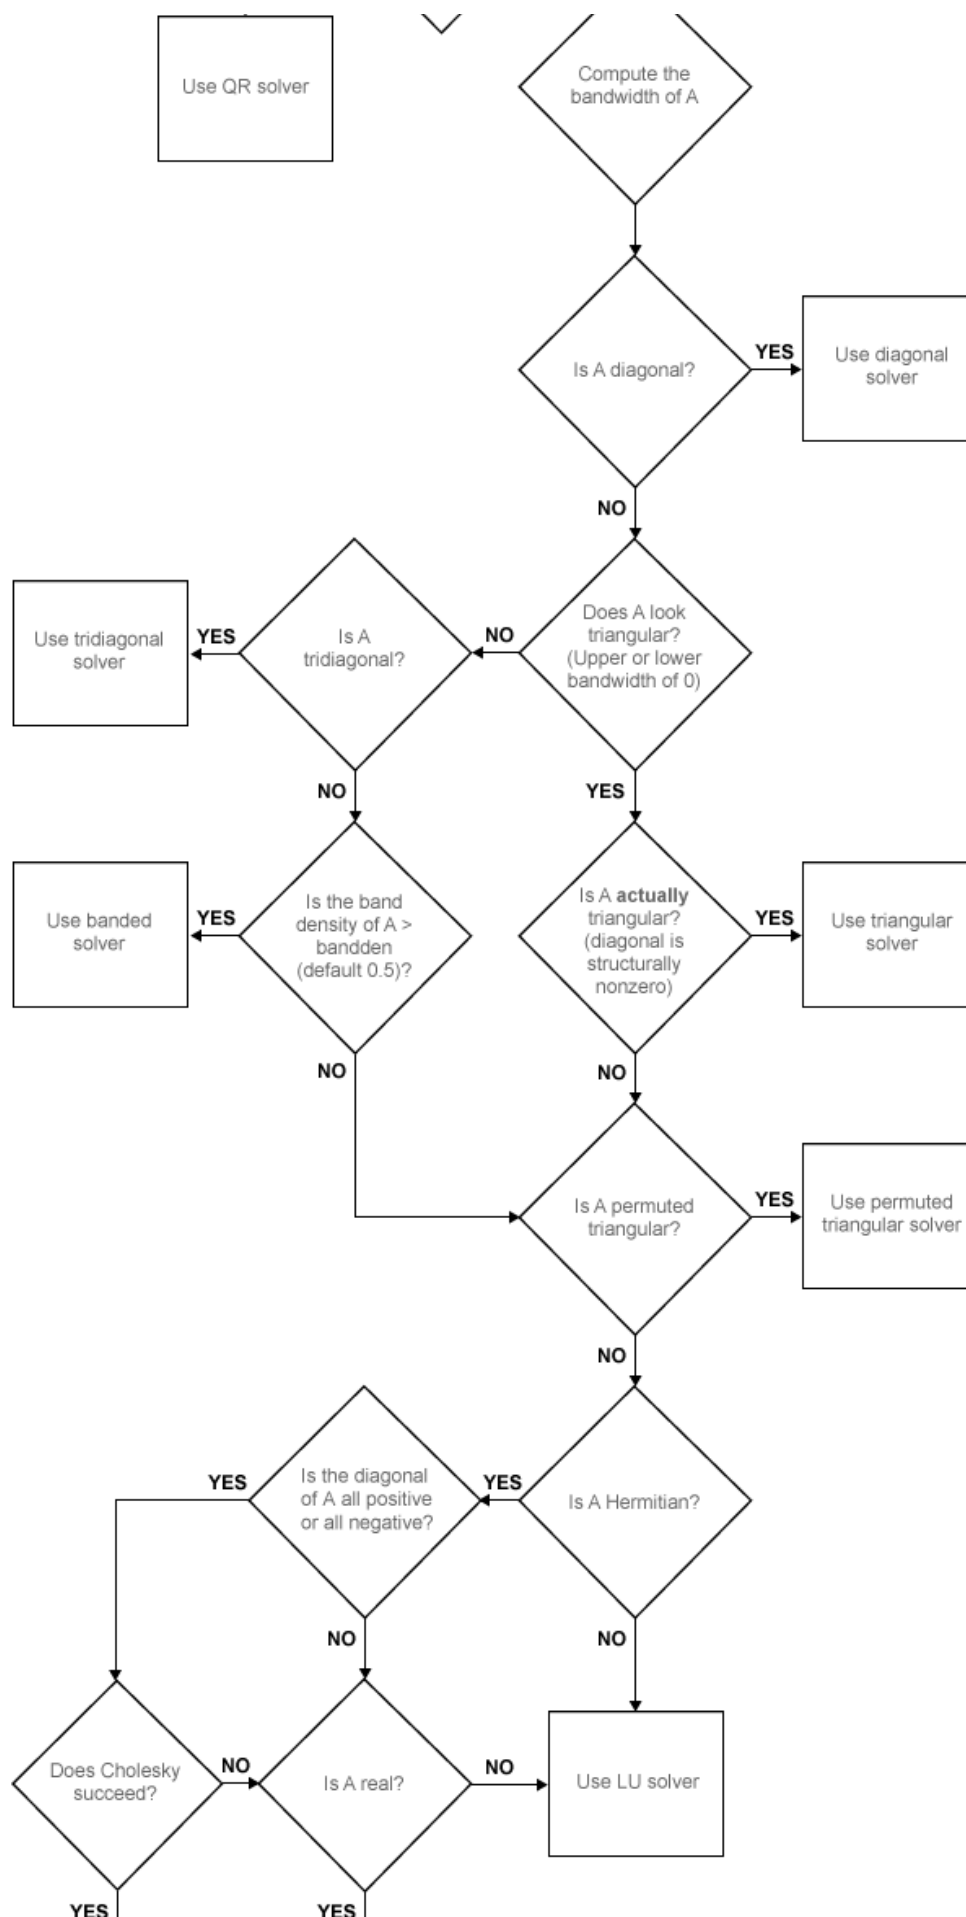 Use QR solver
Compute the
bandwidth of A
Is A diagonal?
YES
Use diagonal
solver
NO
Use tridiagonal
solver
YES
Is A
tridiagonal?
NO
Does A look
triangular?
(Upper or lower
bandwidth of 0)
NO
YES
Use banded
solver
YES
Is the band
density of A >
bandden
(default 0.5)?
Is A actually
triangular?
(diagonal is
structurally
nonzero)
YES
Use triangular
solver
NO
NO
Is A permuted
triangular?
YES
Use permuted
triangular solver
NO
YES
Is the diagonal
of A all positive
or all negative?
YES
Is A Hermitian?
NO
NO
Does Cholesky
succeed?
NO
Is A real?
NO
Use LU solver
YES
YES